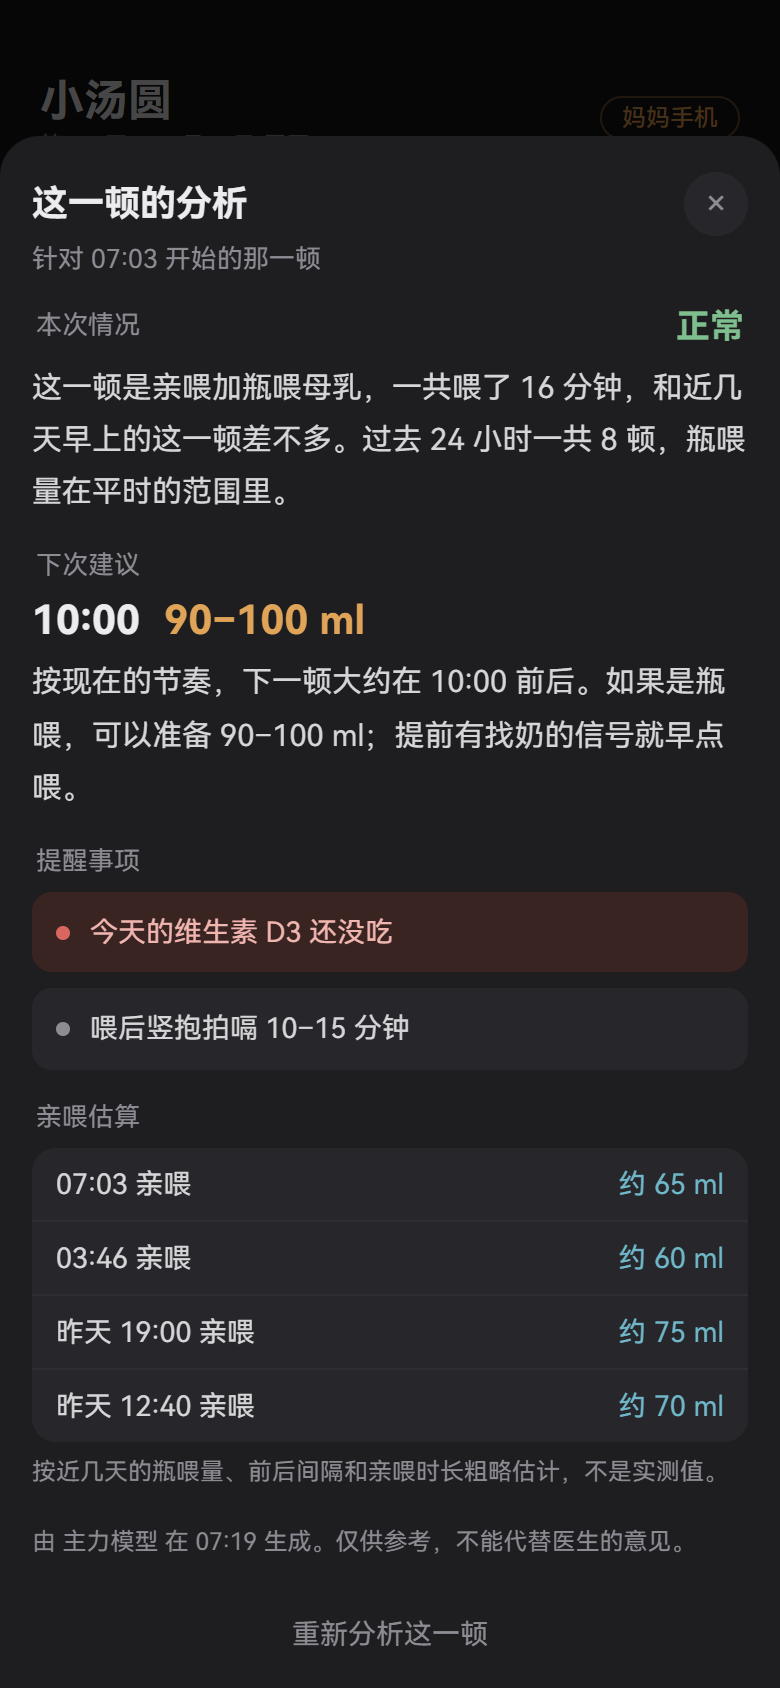 小汤圆
妈妈手机
这一顿的分析
×
针对 07:03 开始的那一顿
本次情况
正常
这一顿是亲喂加瓶喂母乳，一共喂了 16 分钟，和近几
天早上的这一顿差不多。过去 24 小时一共 8 顿，瓶喂
量在平时的范围里。
下次建议
10:00 90–100 ml
按现在的节奏，下一顿大约在 10:00 前后。如果是瓶
喂，可以准备 90–100 ml；提前有找奶的信号就早点
喂。
提醒事项
今天的维生素 D3 还没吃
喂后竖抱拍嗝 10–15 分钟
亲喂估算
07:03 亲喂 约 65 ml
03:46 亲喂 约 60 ml
昨天 19:00 亲喂 约 75 ml
昨天 12:40 亲喂 约 70 ml
按近几天的瓶喂量、前后间隔和亲喂时长粗略估计，不是实测值。
由 主力模型 在 07:19 生成。仅供参考，不能代替医生的意见。
重新分析这一顿